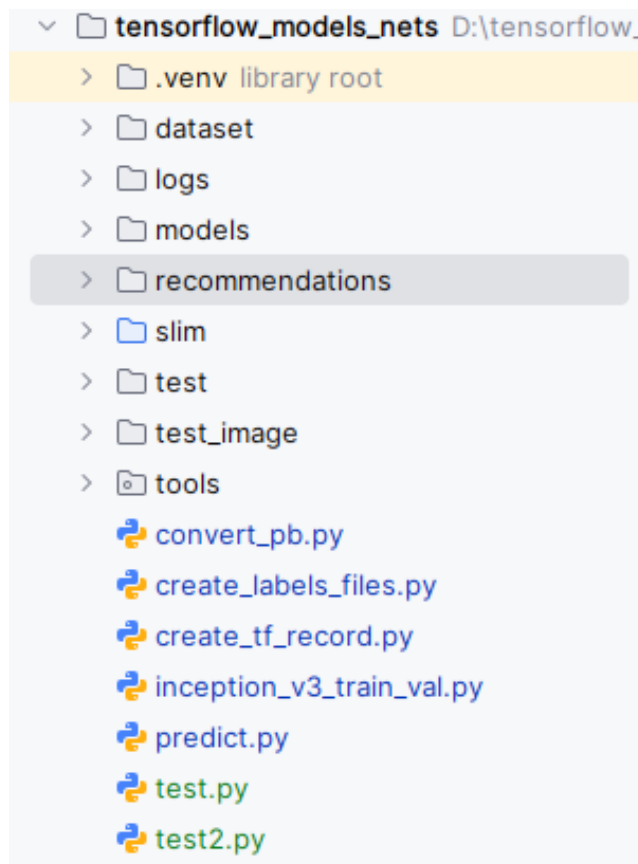 tensorflow_models_nets D:\tensorflow_
.venv library root
dataset
logs
models
recommendations
slim
test
test_image
tools
convert_pb.py
create_labels_files.py
create_tf_record.py
inception_v3_train_val.py
predict.py
test.py
test2.py